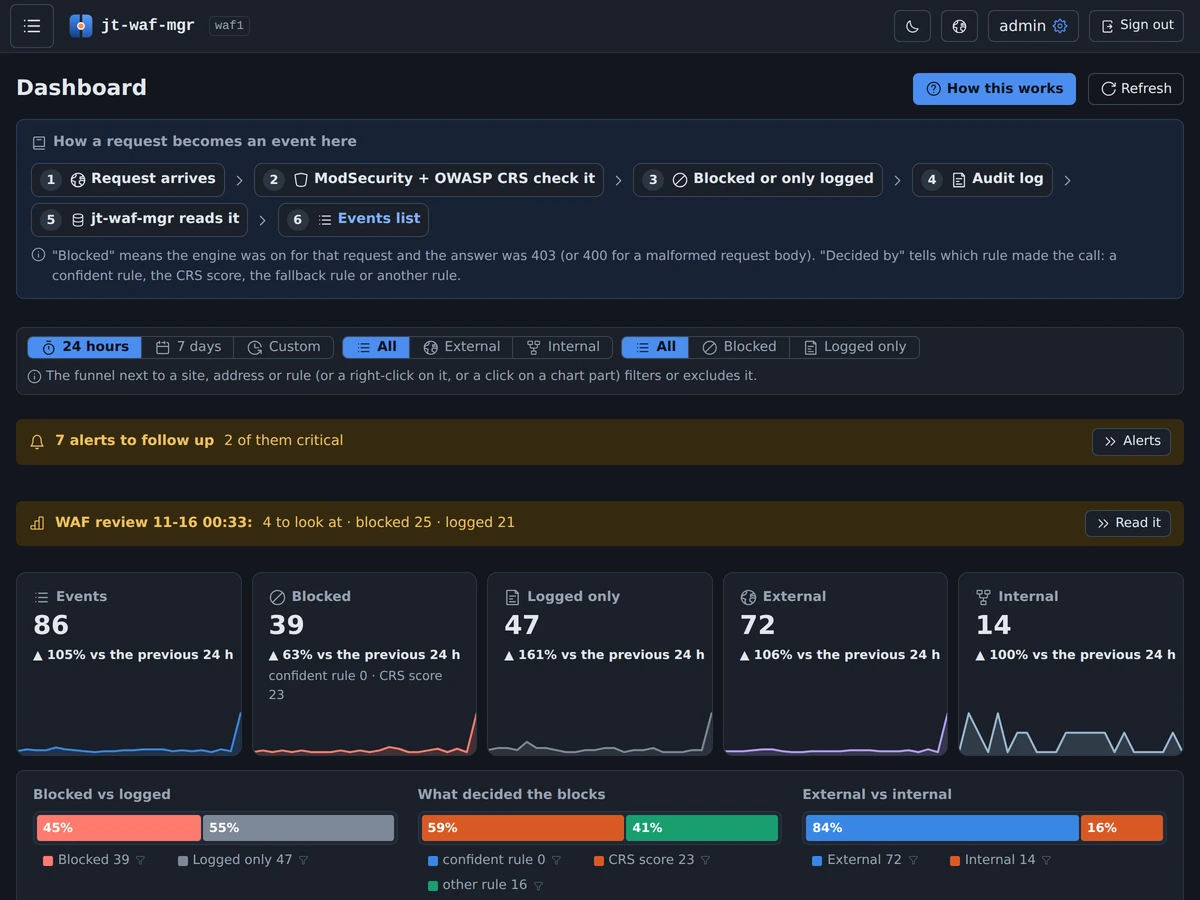 jt-waf-mgr waf1 admin Sign out
Dashboard How this works Refresh
How a request becomes an event here
1 Request arrives 2 ModSecurity + OWASP CRS check it 3 Blocked or only logged 4 Audit log
5 jt-waf-mgr reads it 6 Events list
"Blocked" means the engine was on for that request and the answer was 403 (or 400 for a malformed request body). "Decided by" tells which rule made the call: a
confident rule, the CRS score, the fallback rule or another rule.
24 hours 7 days Custom All External Internal All Blocked Logged only
The funnel next to a site, address or rule (or a right-click on it, or a click on a chart part) filters or excludes it.
7 alerts to follow up 2 of them critical Alerts
WAF review 11-16 00:33: 4 to look at · blocked 25 · logged 21 Read it
Events Blocked Logged only External Internal
86 39 47 72 14
▲ 105% vs the previous 24 h ▲ 63% vs the previous 24 h ▲ 161% vs the previous 24 h ▲ 106% vs the previous 24 h ▲ 100% vs the previous 24 h
confident rule 0 · CRS score
23
Blocked vs logged What decided the blocks External vs internal
45% 55% 59% 41% 84% 16%
Blocked 39 Logged only 47 confident rule 0 CRS score 23 External 72 Internal 14
other rule 16